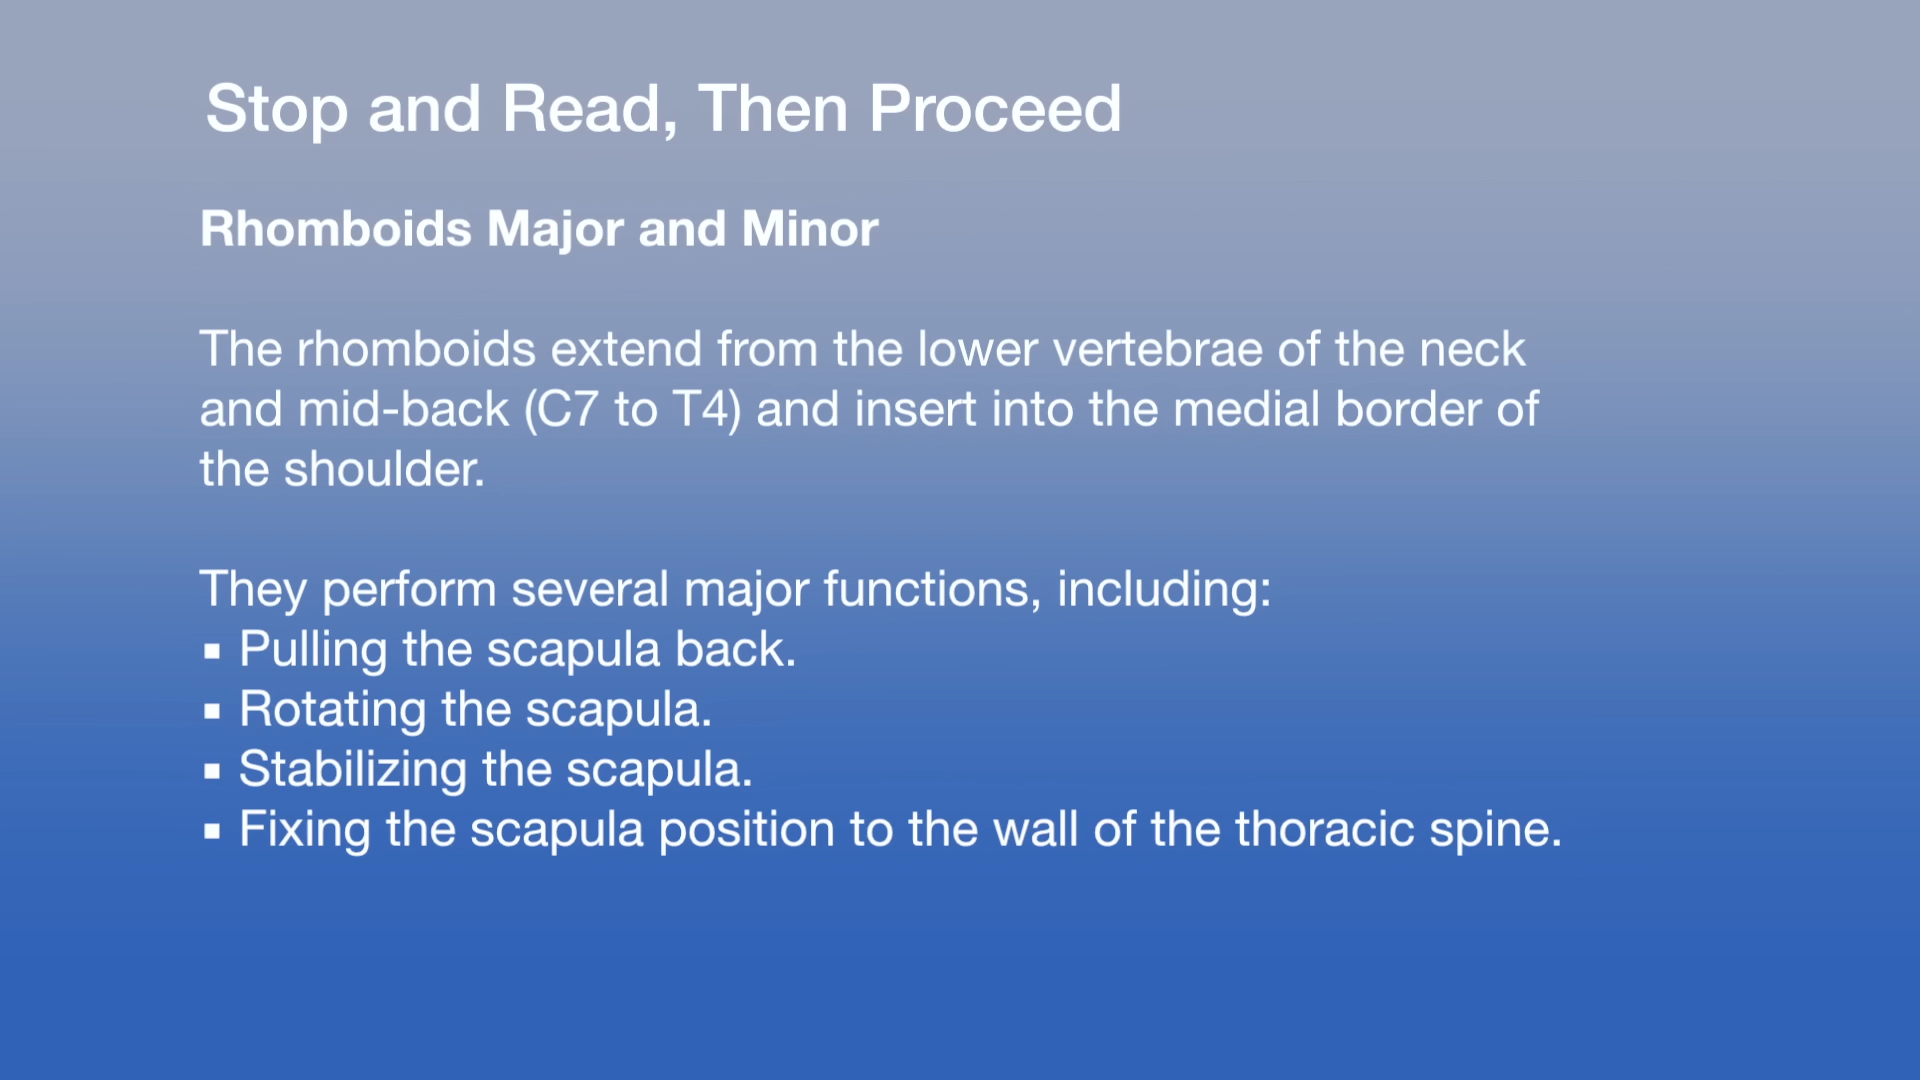 Stop and Read, Then Proceed
Rhomboids Major and Minor
The rhomboids extend from the lower vertebrae of the neck
and mid-back (C7 to T4) and insert into the medial border of
the shoulder.
They perform several major functions, including:
▪ Pulling the scapula back.
▪ Rotating the scapula.
▪ Stabilizing the scapula.
▪ Fixing the scapula position to the wall of the thoracic spine.